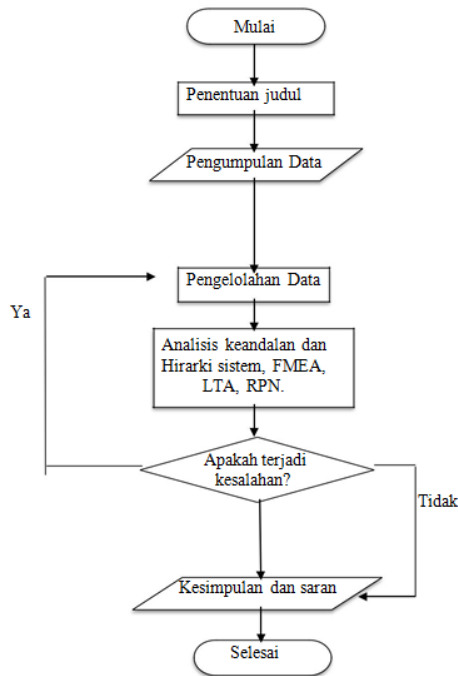 Mulai
Penentuan judul
Pengumpulan Data
Pengelolahan Data
Ya
Analisis keandalan dan
Hirarki sistem, FMEA,
LTA, RPN.
Apakah terjadi
kesalahan?
Tidak
Kesimpulan dan saran
Selesai